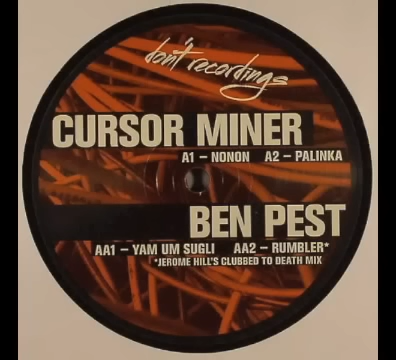 don't recordings
CURSOR MINER
A1 – NONON A2 – PALINKA
BEN PEST
AA1 – YAM UM SUGLI AA2 – RUMBLER*
*JEROME HILL'S CLUBBED TO DEATH MIX